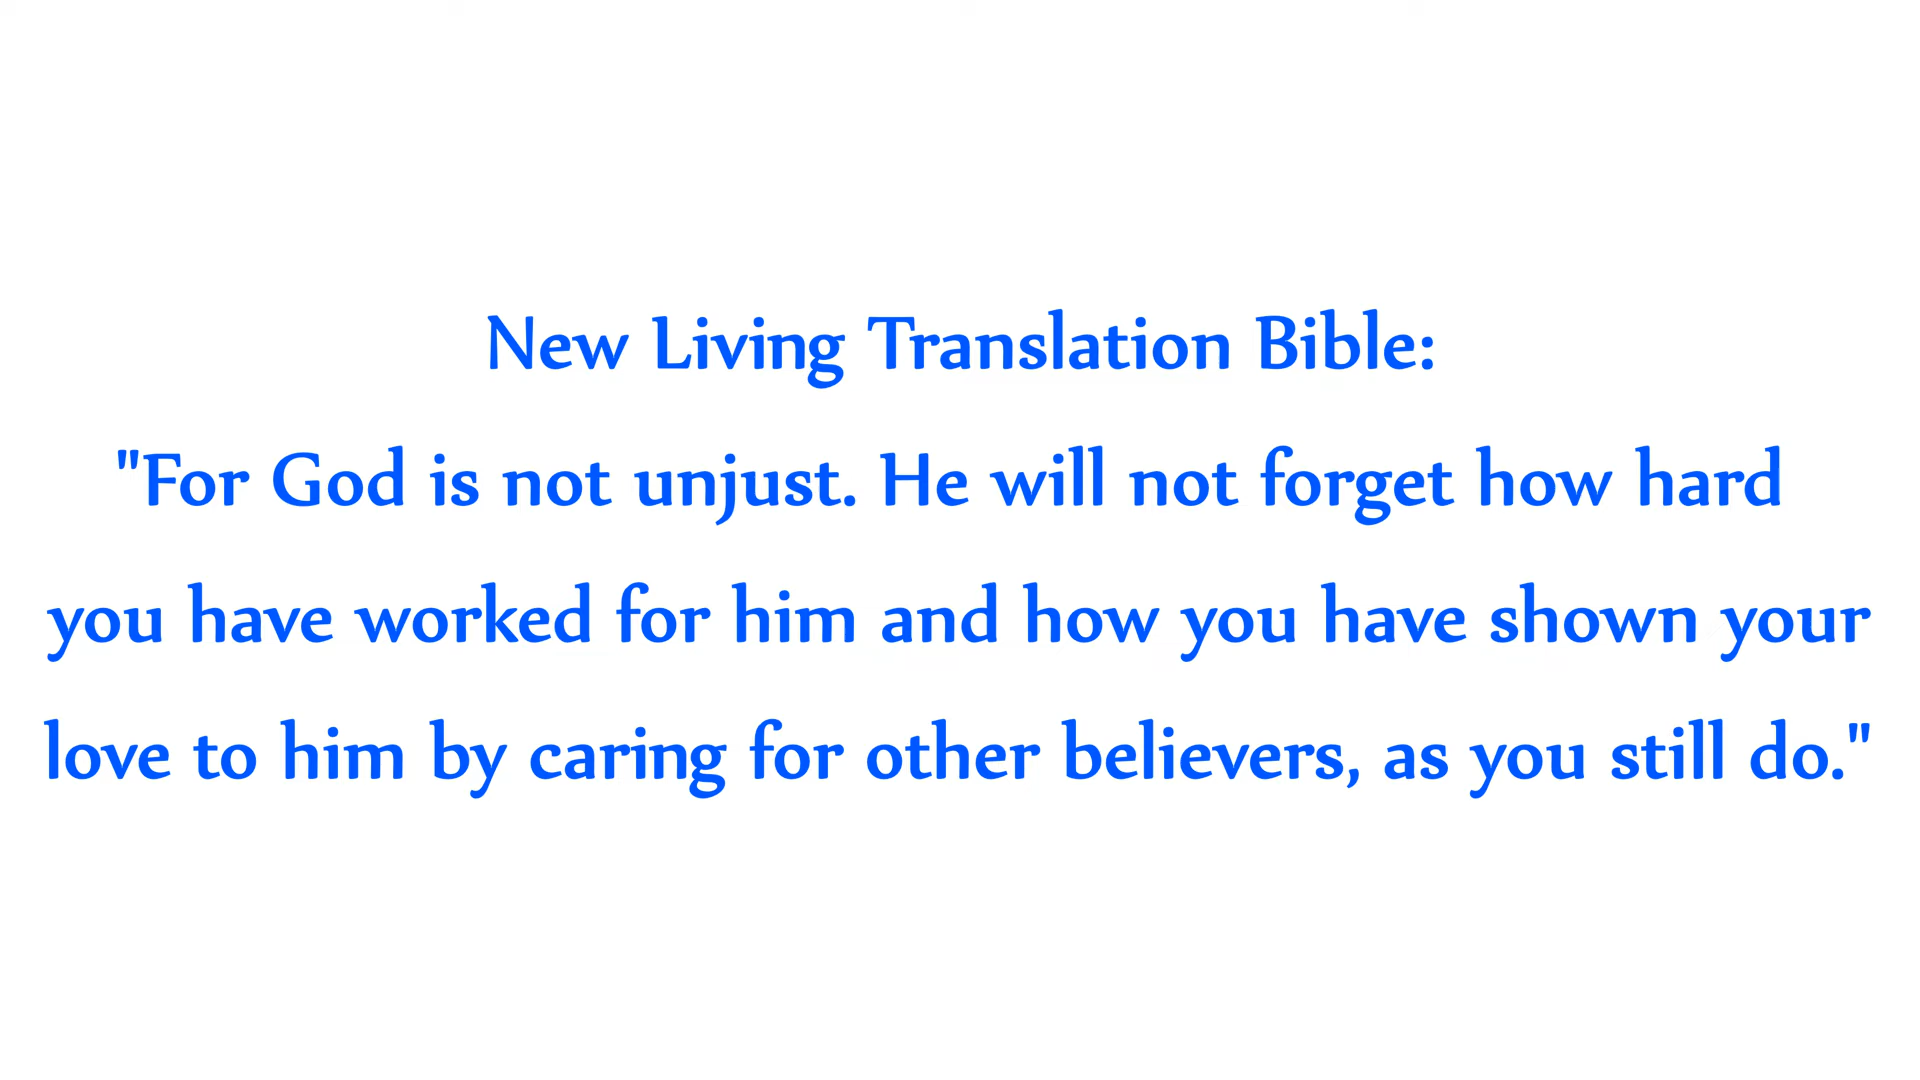 New Living Translation Bible:
"For God is not unjust. He will not forget how hard
you have worked for him and how you have shown your
love to him by caring for other believers, as you still do."